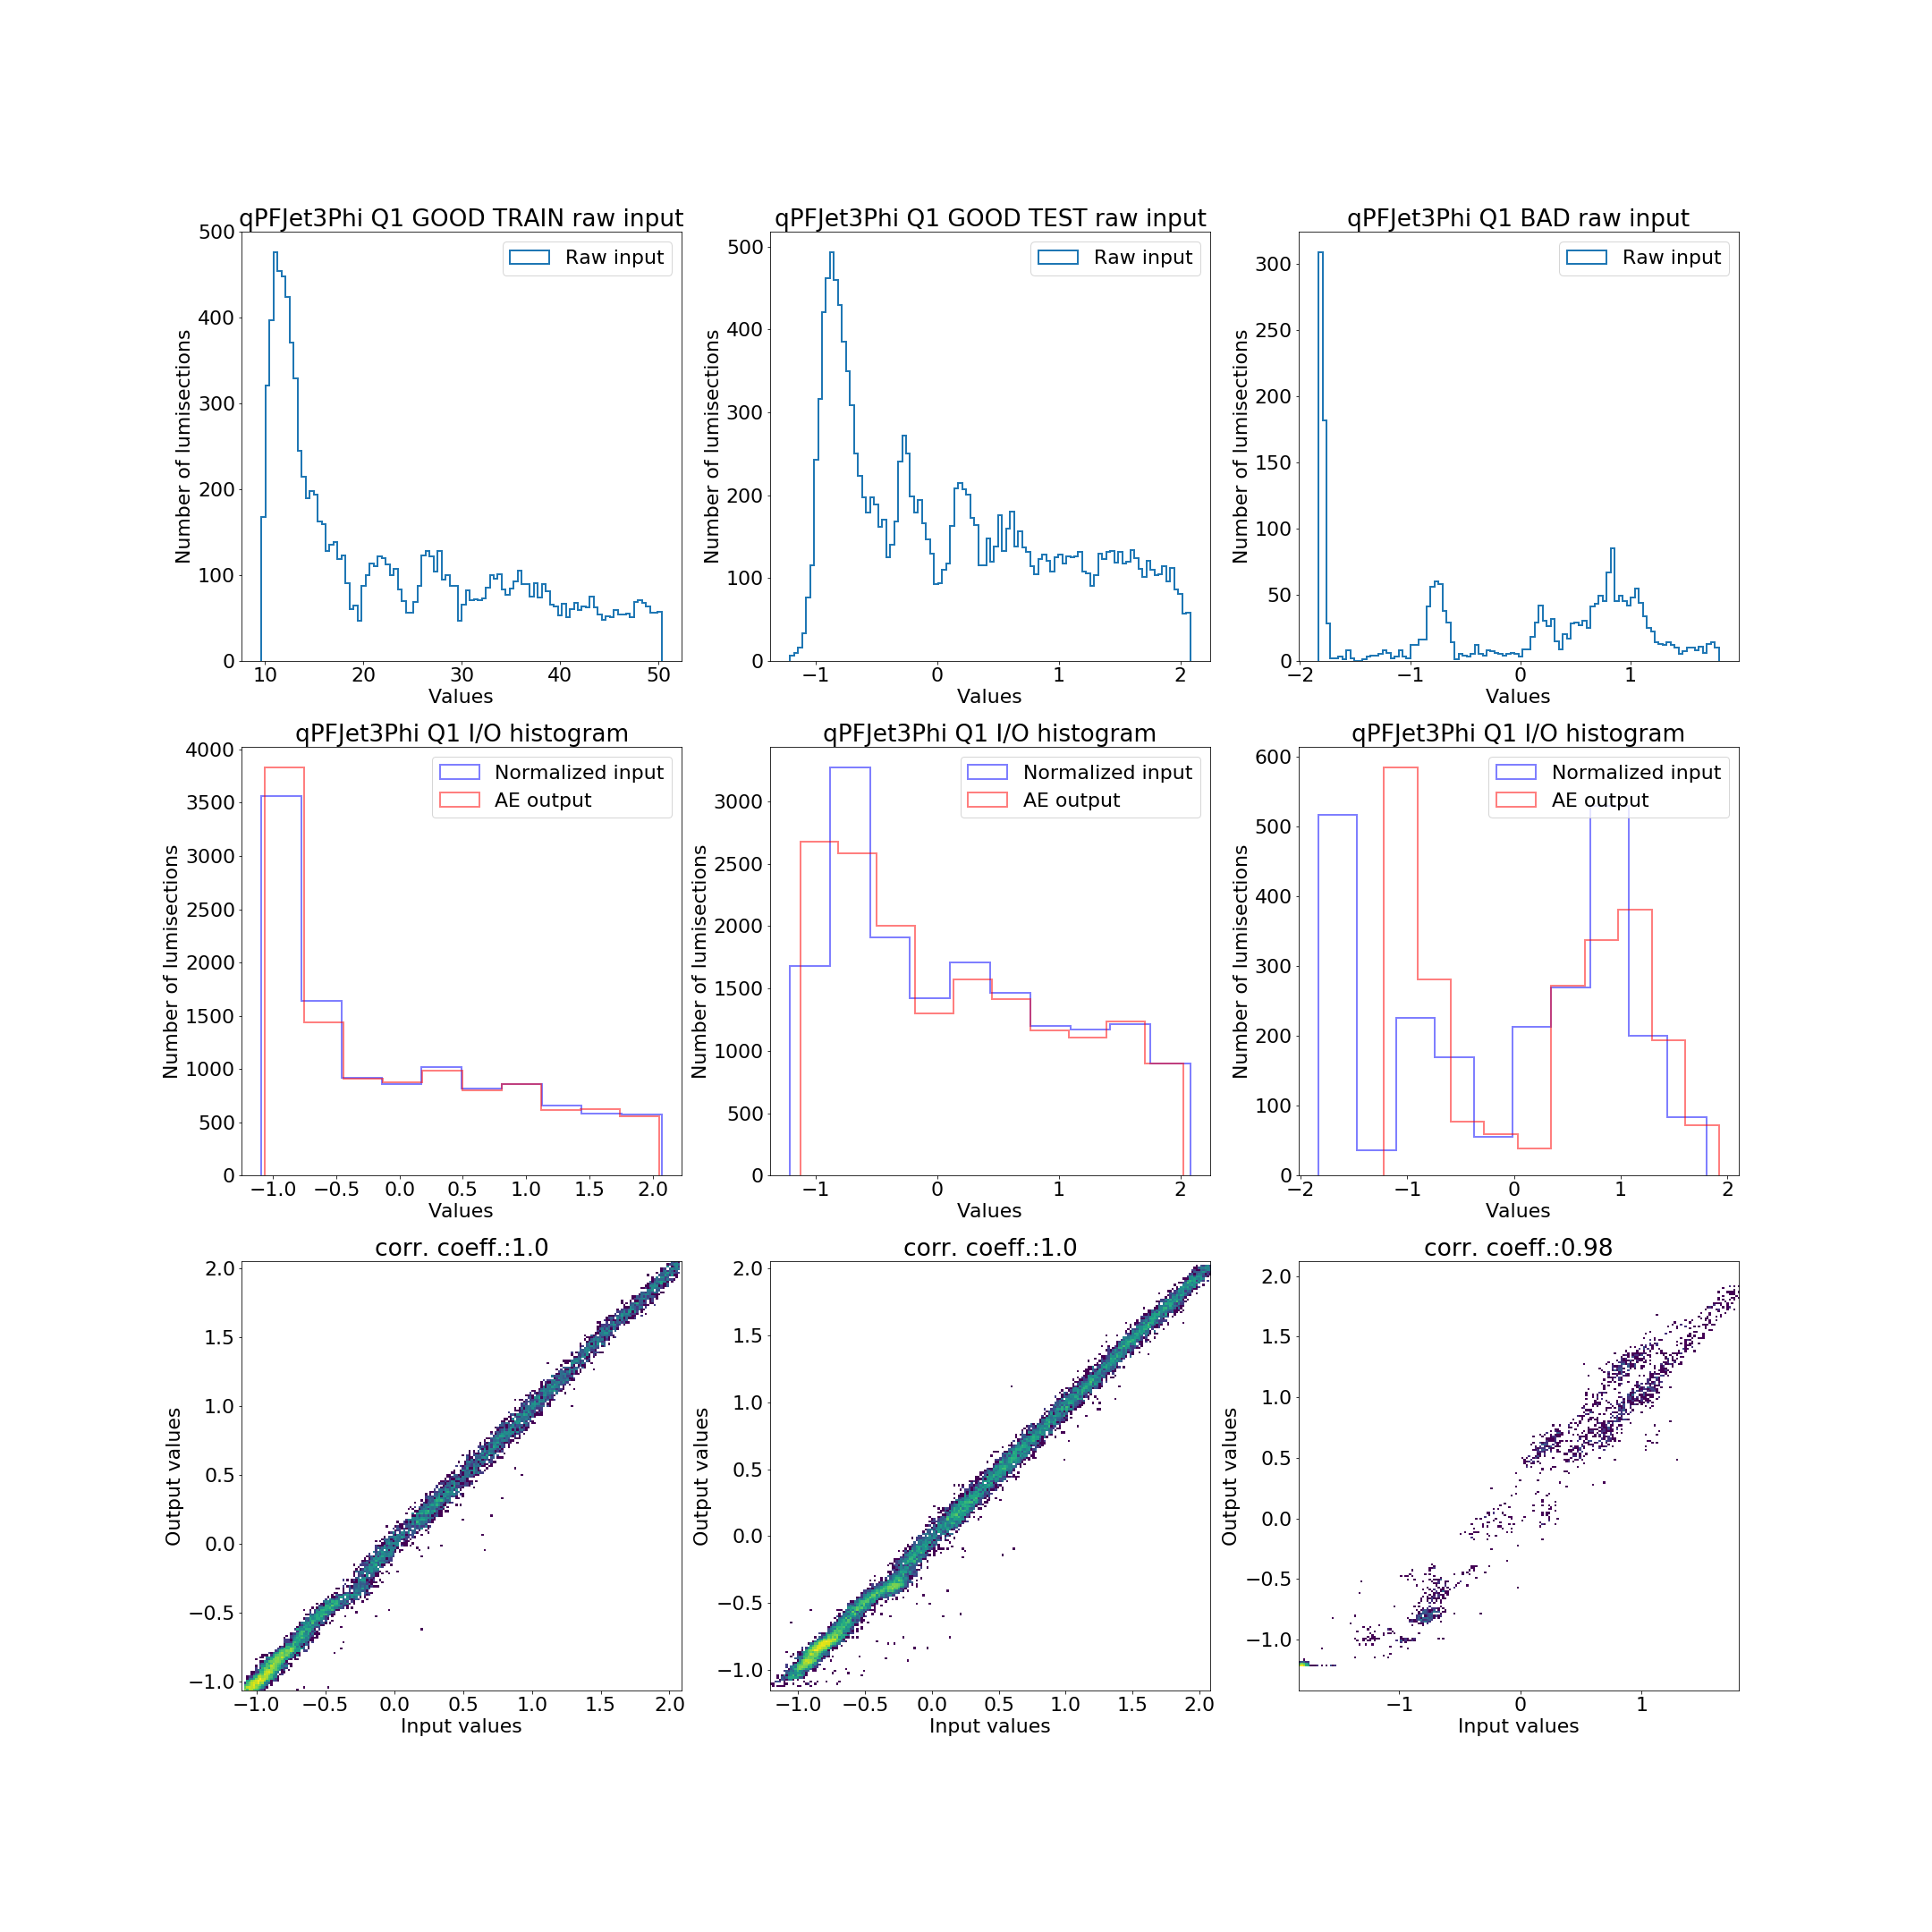 qPFJet3Phi Q1 GOOD TRAIN raw input
500
400
300
200
100
0
Number of lumisections
Raw input
10 20 30 40 50
Values
qPFJet3Phi Q1 GOOD TEST raw input
500
400
300
200
100
0
Number of lumisections
Raw input
−1 0 1 2
Values
qPFJet3Phi Q1 BAD raw input
300
250
200
150
100
50
0
Number of lumisections
Raw input
−2 −1 0 1
Values
qPFJet3Phi Q1 I/O histogram
4000
3500
3000
2500
2000
1500
1000
500
0
Number of lumisections
Normalized input
AE output
−1.0 −0.5 0.0 0.5 1.0 1.5 2.0
Values
qPFJet3Phi Q1 I/O histogram
3000
2500
2000
1500
1000
500
0
Number of lumisections
Normalized input
AE output
−1 0 1 2
Values
qPFJet3Phi Q1 I/O histogram
600
500
400
300
200
100
0
Number of lumisections
Normalized input
AE output
−2 −1 0 1 2
Values
corr. coeff.:1.0
2.0
1.5
1.0
0.5
0.0
−0.5
−1.0
Output values
−1.0 −0.5 0.0 0.5 1.0 1.5 2.0
Input values
corr. coeff.:1.0
2.0
1.5
1.0
0.5
0.0
−0.5
−1.0
Output values
−1.0 −0.5 0.0 0.5 1.0 1.5 2.0
Input values
corr. coeff.:0.98
2.0
1.5
1.0
0.5
0.0
−0.5
−1.0
Output values
−1 0 1
Input values